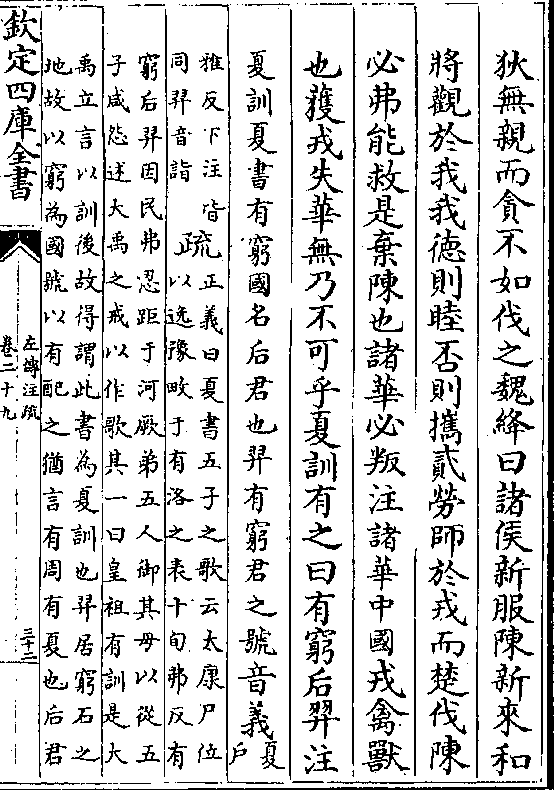 狄無親而貪不如伐之魏絳曰諸侯新服陳新來和
將觀於我我德則睦否則攜貳勞師於戎而楚伐陳
必弗能救是棄陳也諸華必叛注諸華中國戎禽獸
也獲戎失華無乃不可乎夏訓有之曰有窮后羿注
夏訓夏書有窮國名后君也羿有窮君之號音義夏户
雅反下注皆
同羿音詣
疏
正義曰夏書五子之歌云太康尸位
以逸豫畋于有洛之表十旬弗反有
窮后羿因民弗忍距于河厥弟五人御其母以從五
子咸怨述大禹之戒以作歌其一曰皇祖有訓是大
禹立言以訓後故得謂此書為夏訓也羿居窮石之
地故以窮為國號以有配之猶言有周有夏也后君
欽定四庫全書
左傳注疏
卷二十九
三十二